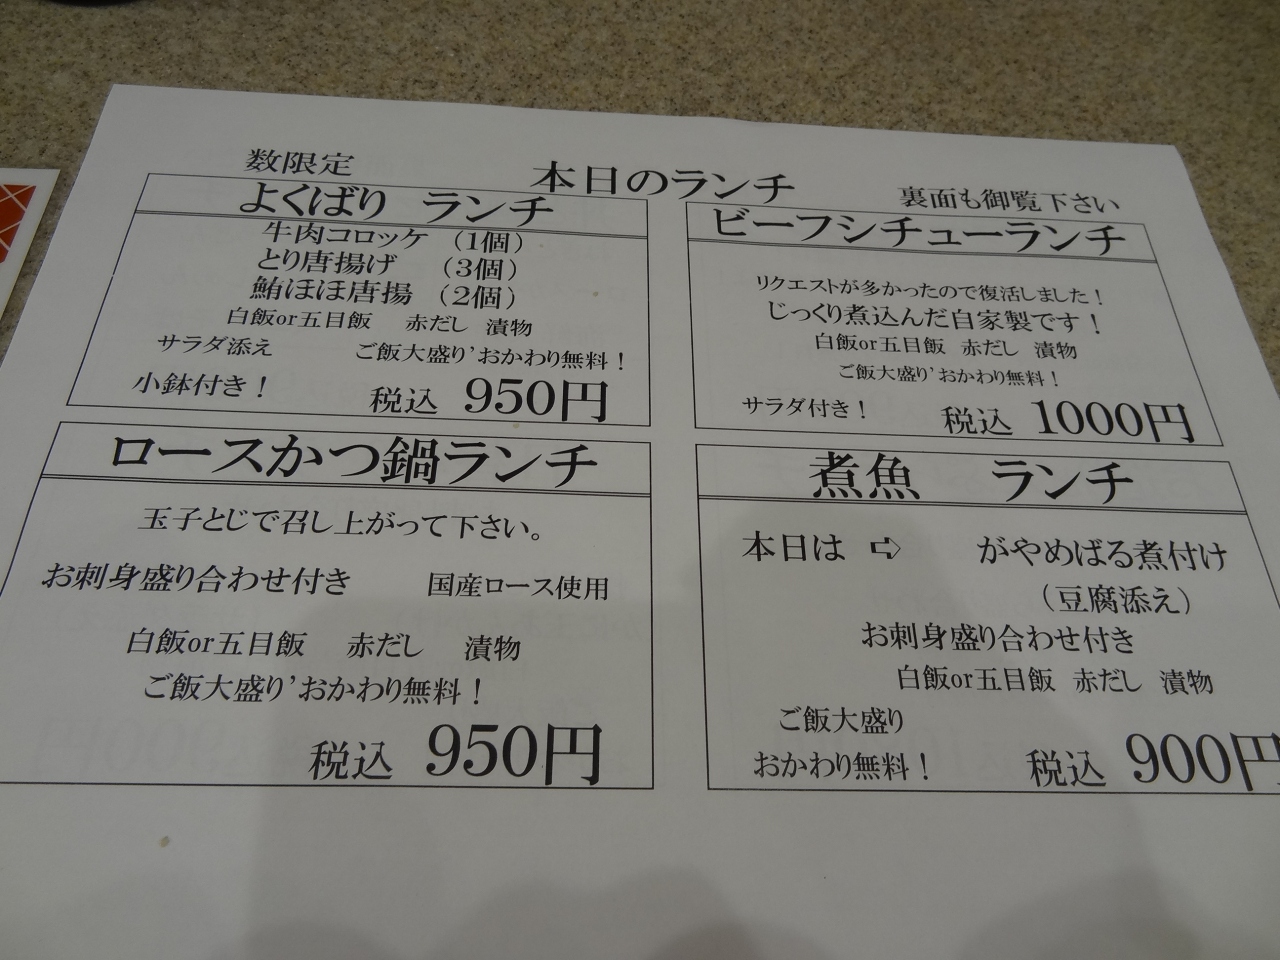 数限定
本日のランチ
裏面も御覧下さい
よくばり ランチ
牛肉コロッケ (1個)
とり唐揚げ (3個)
鮪ほほ唐揚 (2個)
白飯or五目飯 赤だし 漬物
サラダ添え ご飯大盛り’おかわり無料！
小鉢付き！ 税込 950円
ビーフシチューランチ
リクエストが多かったので復活しました！
じっくり煮込んだ自家製です！
白飯or五目飯 赤だし 漬物
ご飯大盛り’おかわり無料！
サラダ付き！ 税込 1000円
ロースかつ鍋ランチ
玉子とじで召し上がって下さい。
お刺身盛り合わせ付き 国産ロース使用
白飯or五目飯 赤だし 漬物
ご飯大盛り’おかわり無料！
税込 950円
煮魚 ランチ
本日は ⇨ がやめばる煮付け
(豆腐添え)
お刺身盛り合わせ付き
白飯or五目飯 赤だし 漬物
ご飯大盛り
おかわり無料！ 税込 900円